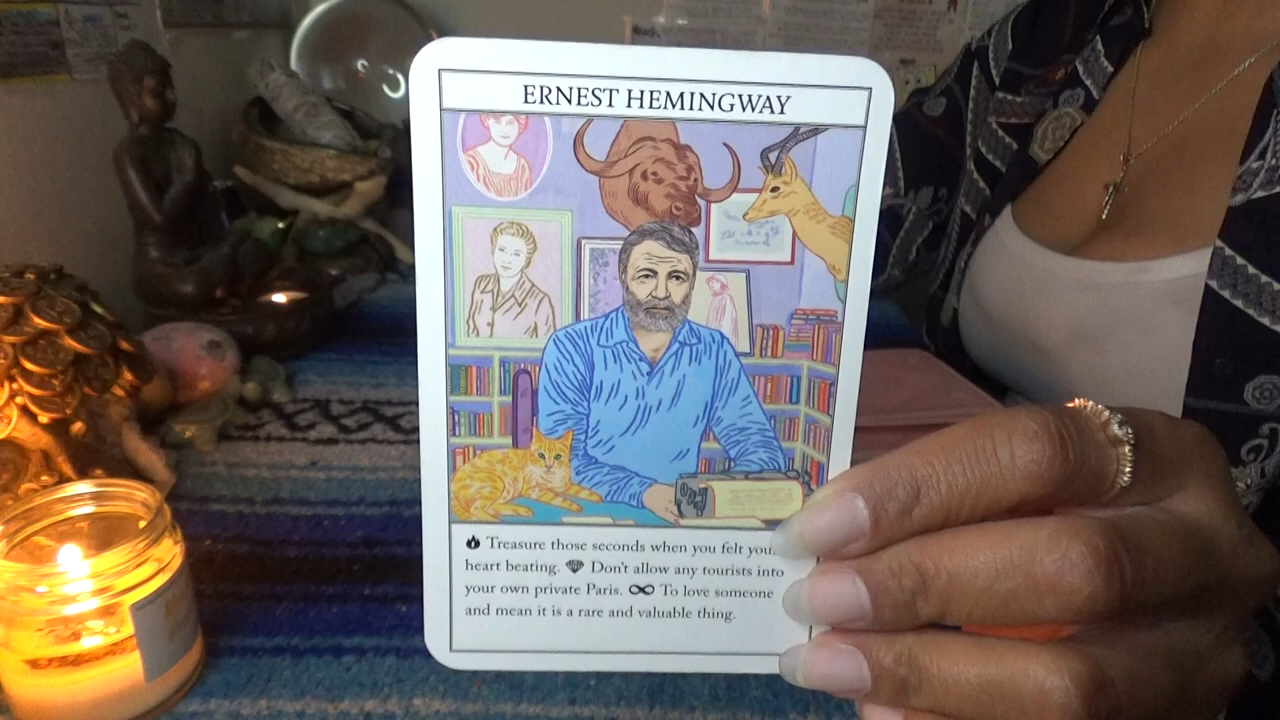 ERNEST HEMINGWAY
Treasure those seconds when you felt your
heart beating. Don't allow any tourists into
your own private Paris. To love someone
and mean it is a rare and valuable thing.